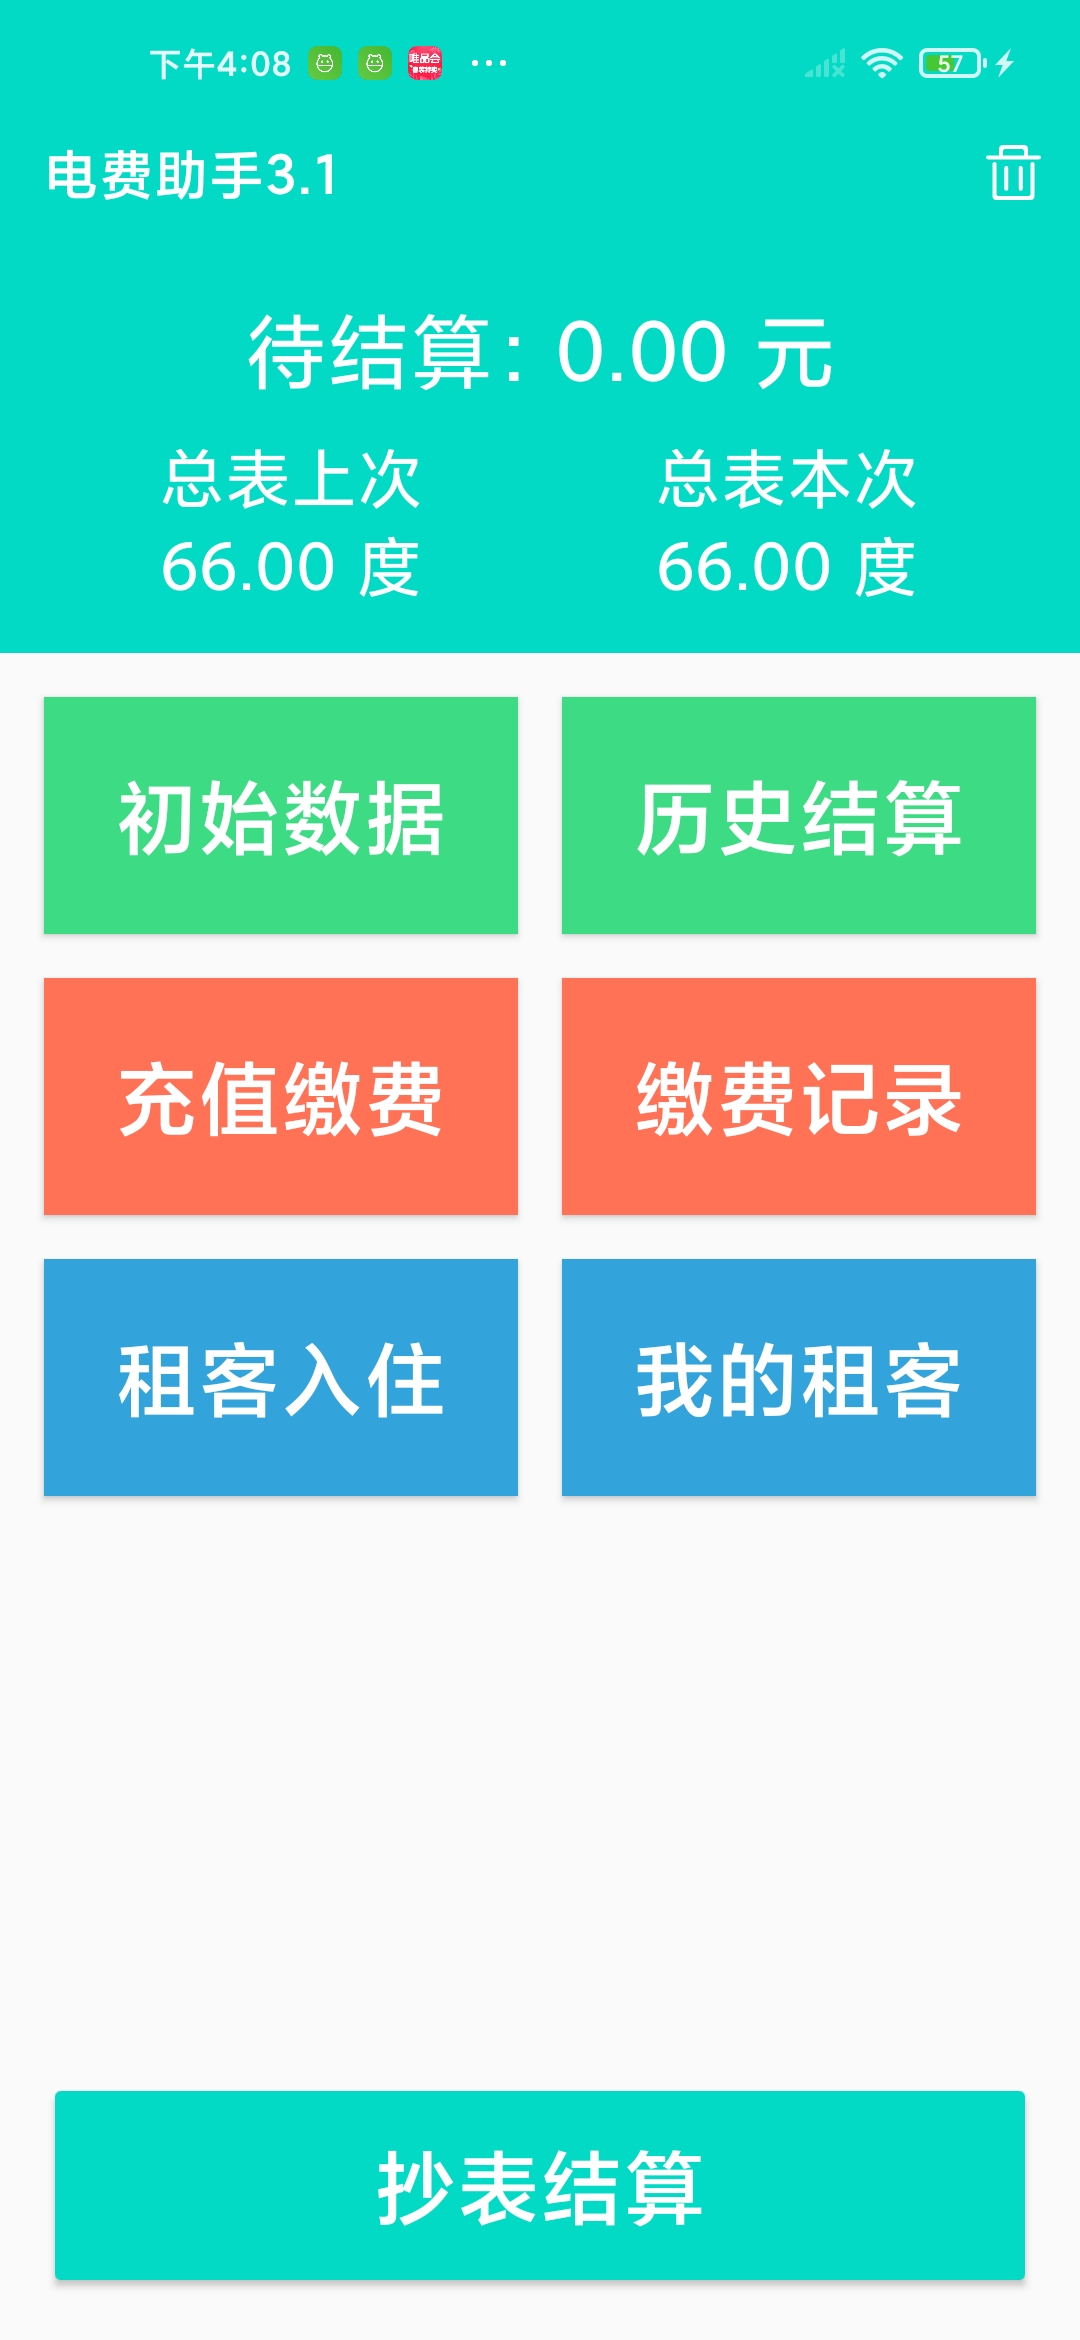 下午4:08
唯品会
57
电费助手3.1
待结算: 0.00 元
总表上次 总表本次
66.00 度 66.00 度
初始数据 历史结算
充值缴费 缴费记录
租客入住 我的租客
抄表结算